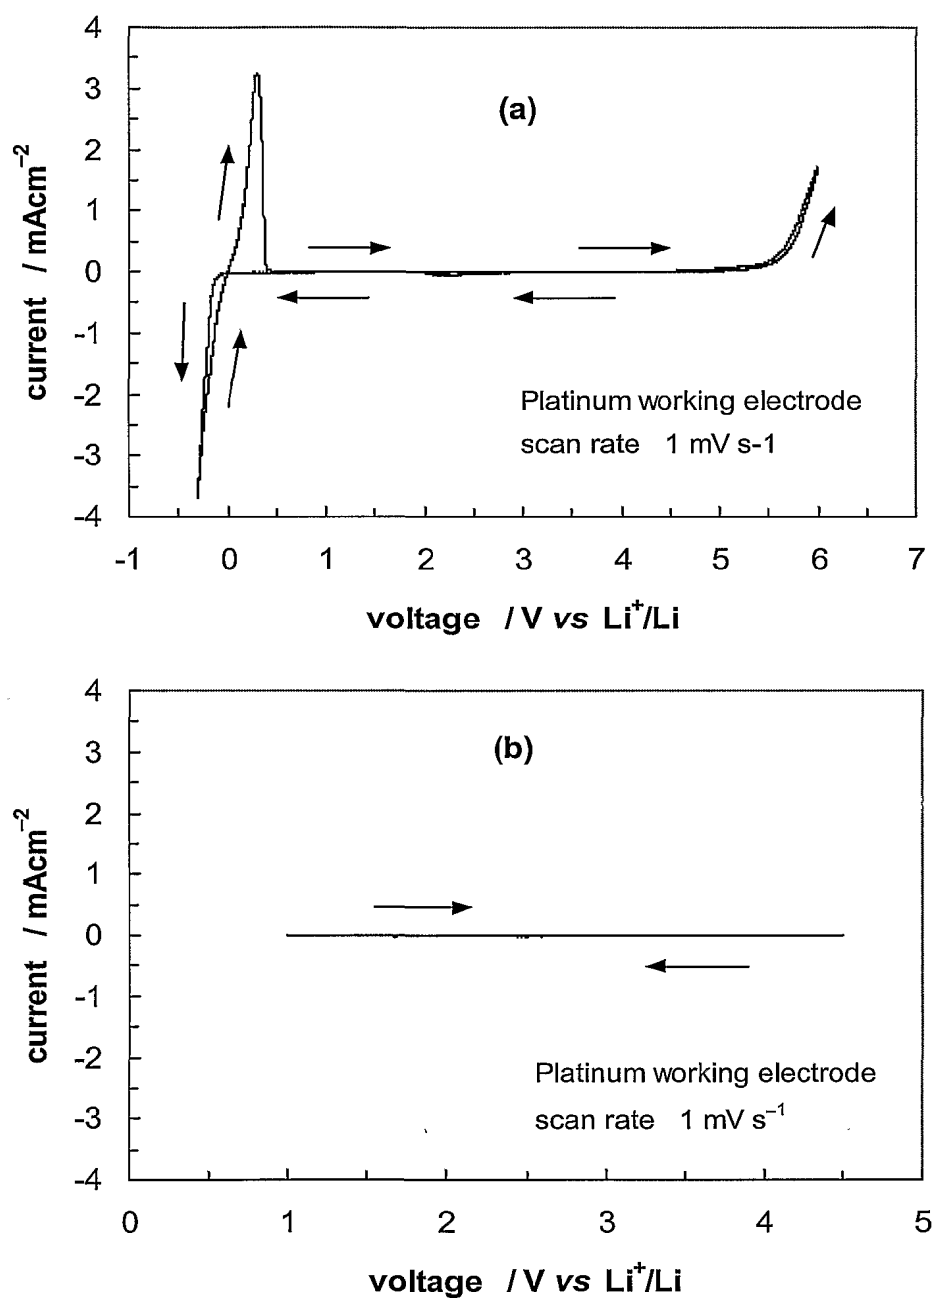 4
3
2
1
0
-1
-2
-3
-4
current / mAcm⁻²
(a)
Platinum working electrode
scan rate 1 mV s-1
-1 0 1 2 3 4 5 6 7
voltage / V vs Li⁺/Li
4
3
2
1
0
-1
-2
-3
-4
current / mAcm⁻²
(b)
Platinum working electrode
scan rate 1 mV s⁻¹
0 1 2 3 4 5
voltage / V vs Li⁺/Li